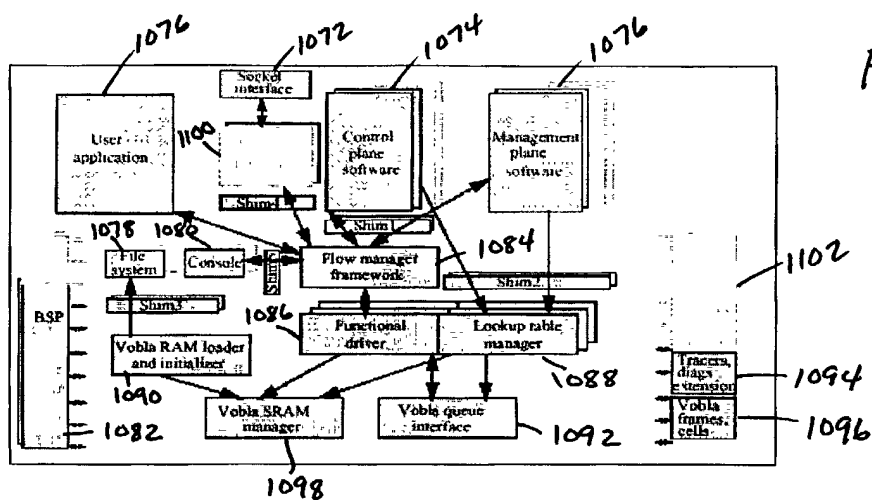 1076
1072
1074
1076
Socket interface
User application
1100
Control plane software
Management plane software
Shim4
Shim1
1078
1080
1084
1102
File system
Console
Flow manager framework
Shim2
BSP
Shim3
1086
Functional driver
Lookup table manager
Vobla RAM loader and initializer
1088
Tracers, diags extension
1094
1090
1082
Vobla SRAM manager
Vobla queue interface
1092
Vobla frames, cells
1096
1098